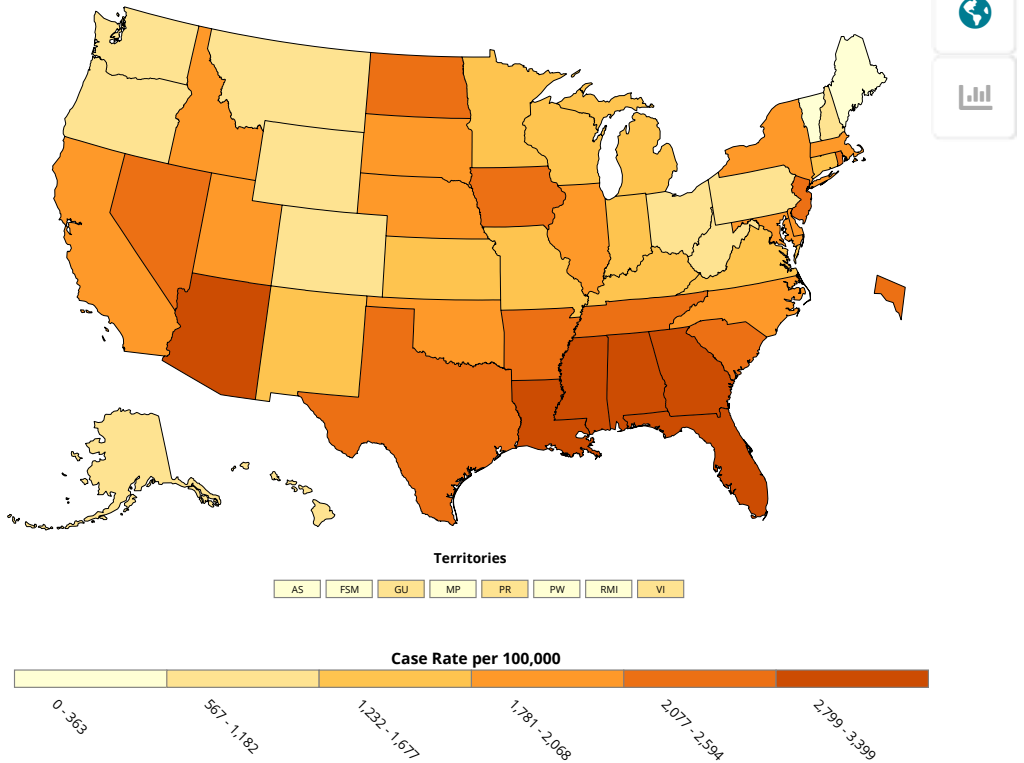 Territories
AS FSM GU MP PR PW RMI VI
Case Rate per 100,000
0 - 363
567 - 1,182
1,232 - 1,677
1,781 - 2,068
2,077 - 2,594
2,799 - 3,399